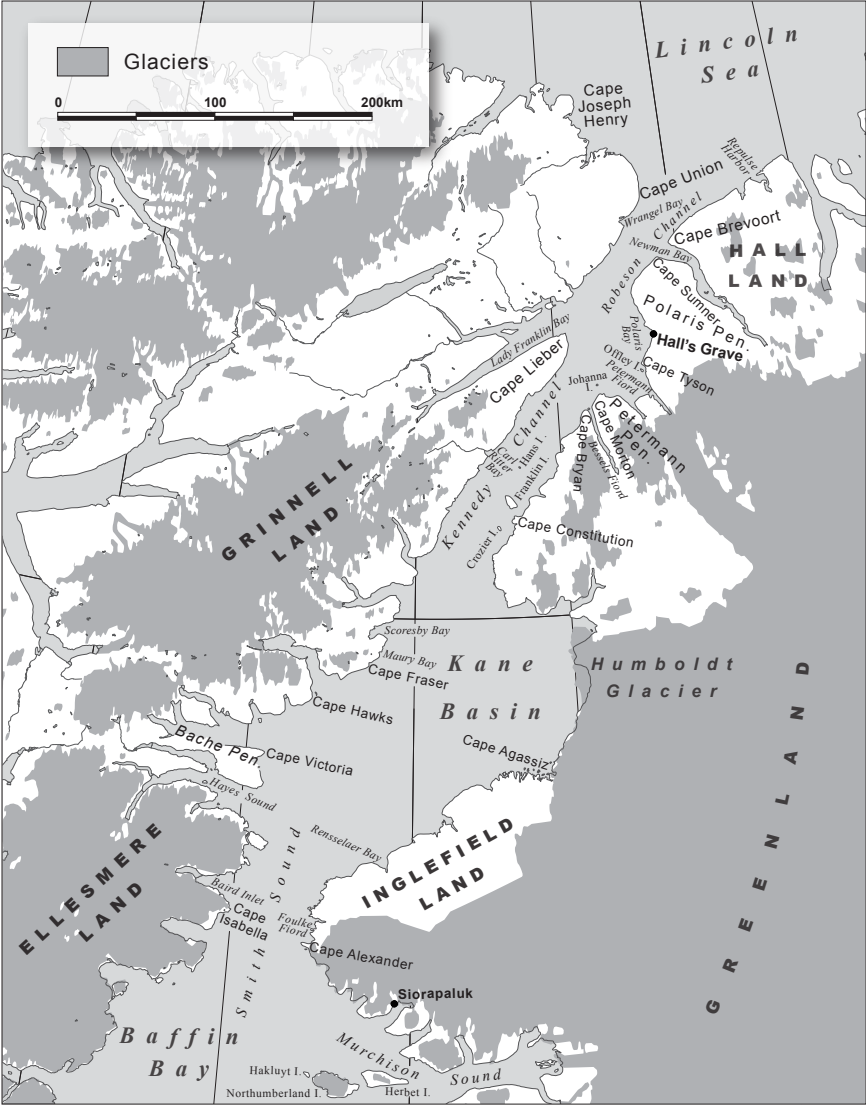 Glaciers
0 100 200km
Lincoln
Sea
Cape
Joseph
Henry
Repulse
Harbor
Cape Union
Wrangel Bay
Robeson Channel
Cape Brevoort
Newman Bay
HALL
LAND
Cape Sumner
Polaris Pen.
Polaris
Bay
Hall's Grave
Offley I.
Cape Tyson
Petermann
Fiord
Lady Franklin Bay
Cape Lieber
Johanna
I.
Petermann
Pen.
Cape Morton
Bessels Fiord
Cape Bryan
Kennedy Channel
Carl
Ritter
Bay
Hans I.
Franklin I.
Crozier I.
Cape Constitution
GRINNELL
LAND
Scoresby Bay
Maury Bay
Cape Fraser
Kane
Basin
Humboldt
Glacier
Cape Hawks
Bache Pen.
Cape Victoria
Cape Agassiz
Hayes Sound
Rensselaer Bay
INGLEFIELD
LAND
GREENLAND
ELLESMERE
LAND
Smith Sound
Baird Inlet
Cape
Isabella
Foulke
Fiord
Cape Alexander
Siorapaluk
Baffin
Bay
Murchison Sound
Hakluyt I.
Northumberland I.
Herbet I.